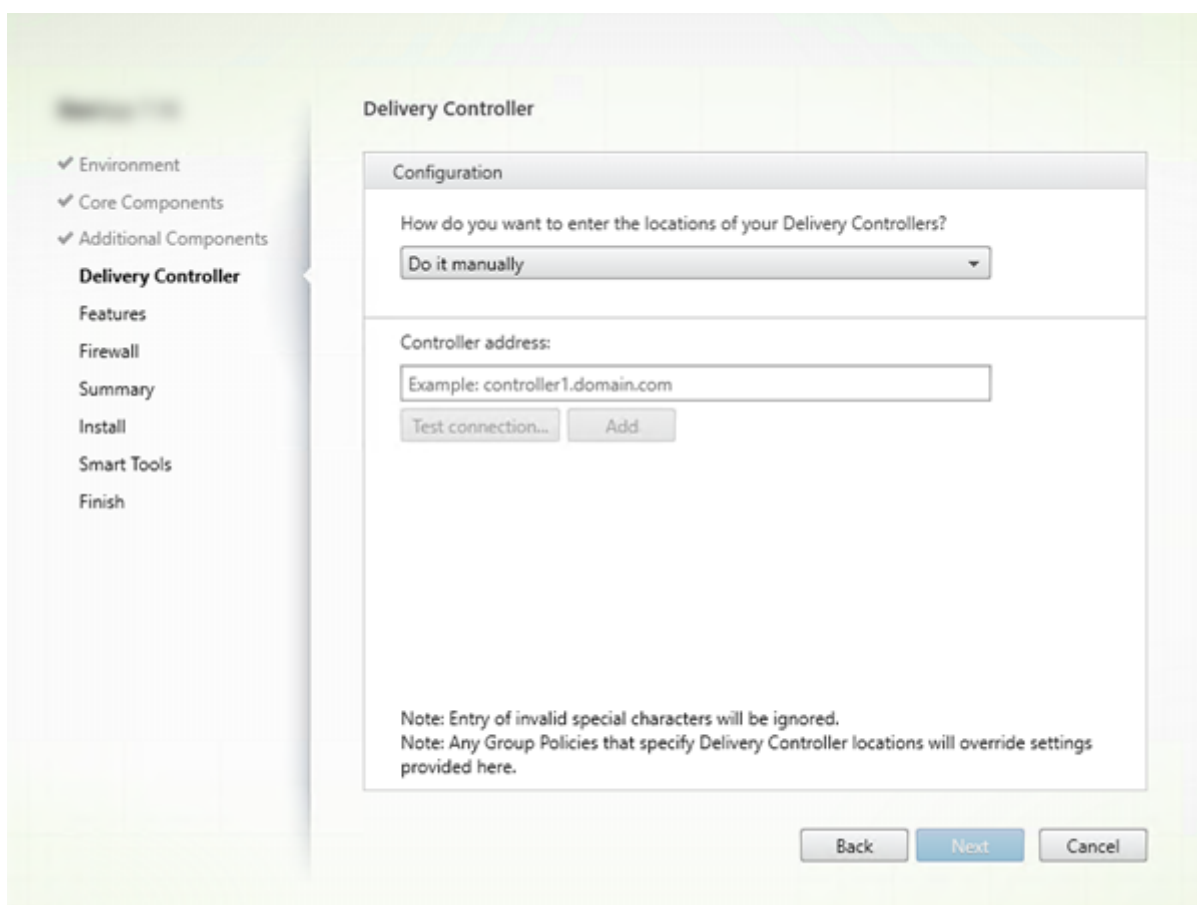 Delivery Controller
Environment
Core Components
Additional Components
Delivery Controller
Features
Firewall
Summary
Install
Smart Tools
Finish
Configuration
How do you want to enter the locations of your Delivery Controllers?
Do it manually
Controller address:
Example: controller1.domain.com
Test connection...
Add
Note: Entry of invalid special characters will be ignored.
Note: Any Group Policies that specify Delivery Controller locations will override settings
provided here.
Back
Next
Cancel